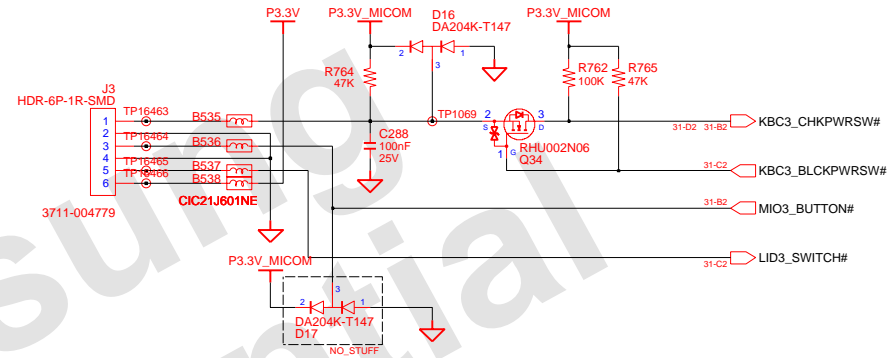 P3.3V
P3.3V_MICOM
D16
DA204K-T147
P3.3V_MICOM
2
1
3
R764
47K
R762
100K
R765
47K
J3
HDR-6P-1R-SMD
TP16463
B535
TP1069
2
3
S
D
31-D2
31-B2
KBC3_CHKPWRSW#
1
2
3
4
5
6
TP16464
B536
C288
100nF
25V
RHU002N06
Q34
1
G
31-C2
KBC3_BLCKPWRSW#
TP16465
B537
TP16466
B538
CIC21J601NE
3711-004779
31-B2
MIO3_BUTTON#
P3.3V_MICOM
31-C2
LID3_SWITCH#
3
2
1
DA204K-T147
D17
NO_STUFF
sung
ntial